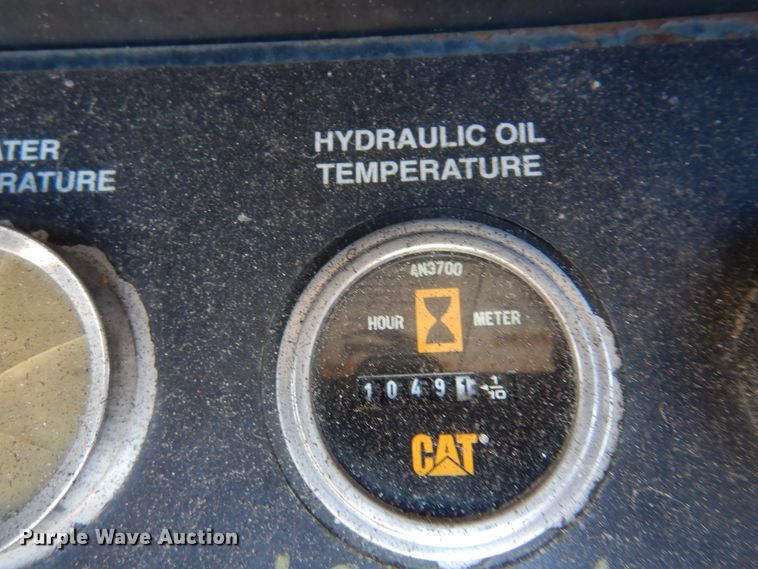 ATER
RATURE
HYDRAULIC OIL
TEMPERATURE
4N3700
HOUR METER
1049 1/10
CAT®
Purple Wave Auction